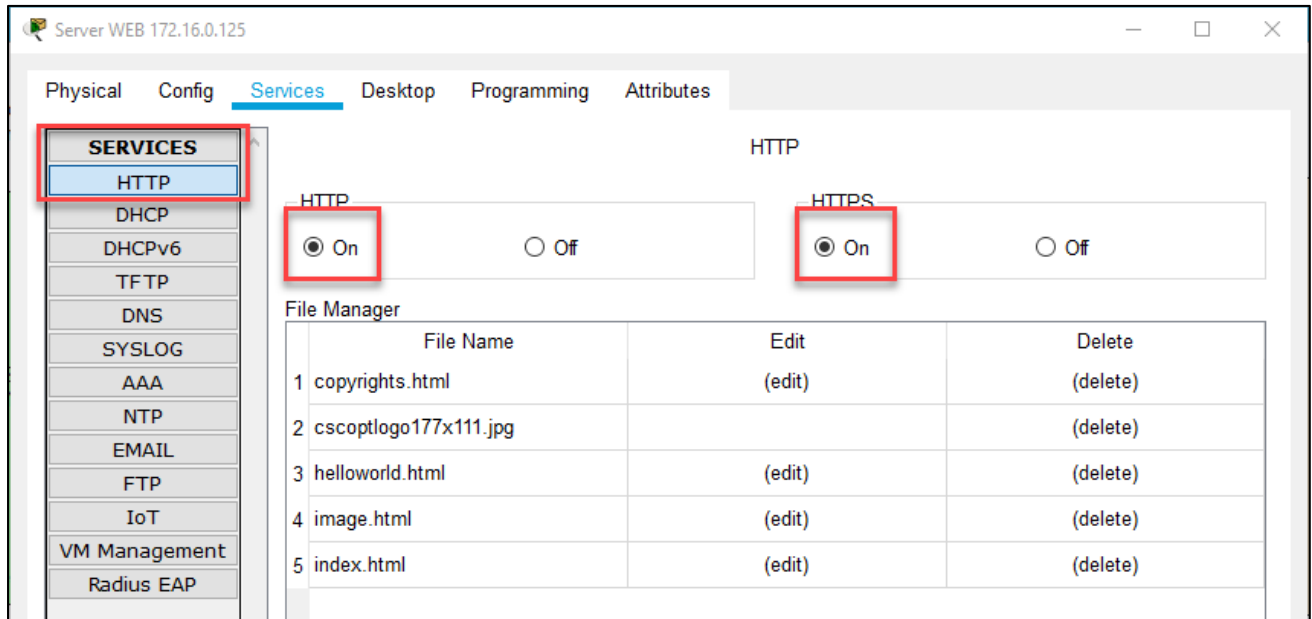 Server WEB 172.16.0.125
Physical Config Services Desktop Programming Attributes
SERVICES
HTTP
DHCP
DHCPv6
TFTP
DNS
SYSLOG
AAA
NTP
EMAIL
FTP
IoT
VM Management
Radius EAP
HTTP
HTTP
On Off
HTTPS
On Off
File Manager
File Name Edit Delete
1 copyrights.html (edit) (delete)
2 cscoptlogo177x111.jpg (delete)
3 helloworld.html (edit) (delete)
4 image.html (edit) (delete)
5 index.html (edit) (delete)